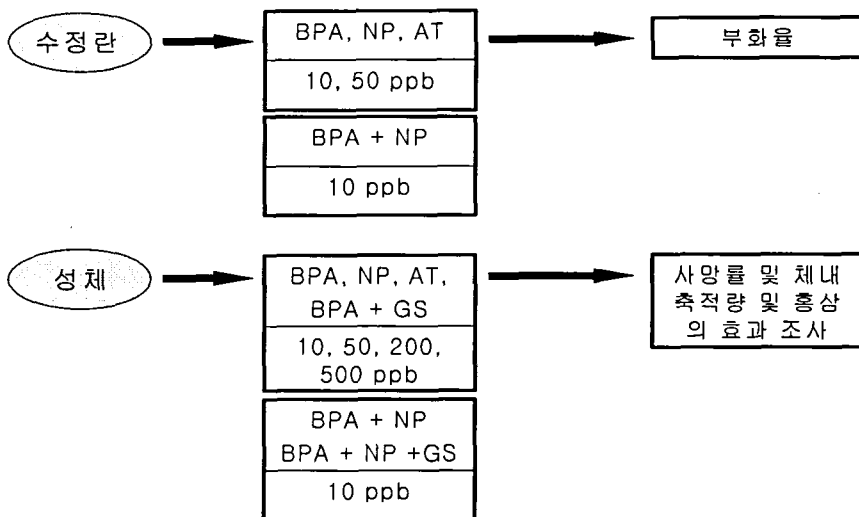 수정란
BPA, NP, AT
10, 50 ppb
BPA + NP
10 ppb
부화율
성체
BPA, NP, AT,
BPA + GS
10, 50, 200,
500 ppb
BPA + NP
BPA + NP +GS
10 ppb
사망률 및 체내
축적량 및 홍삼
의 효과 조사